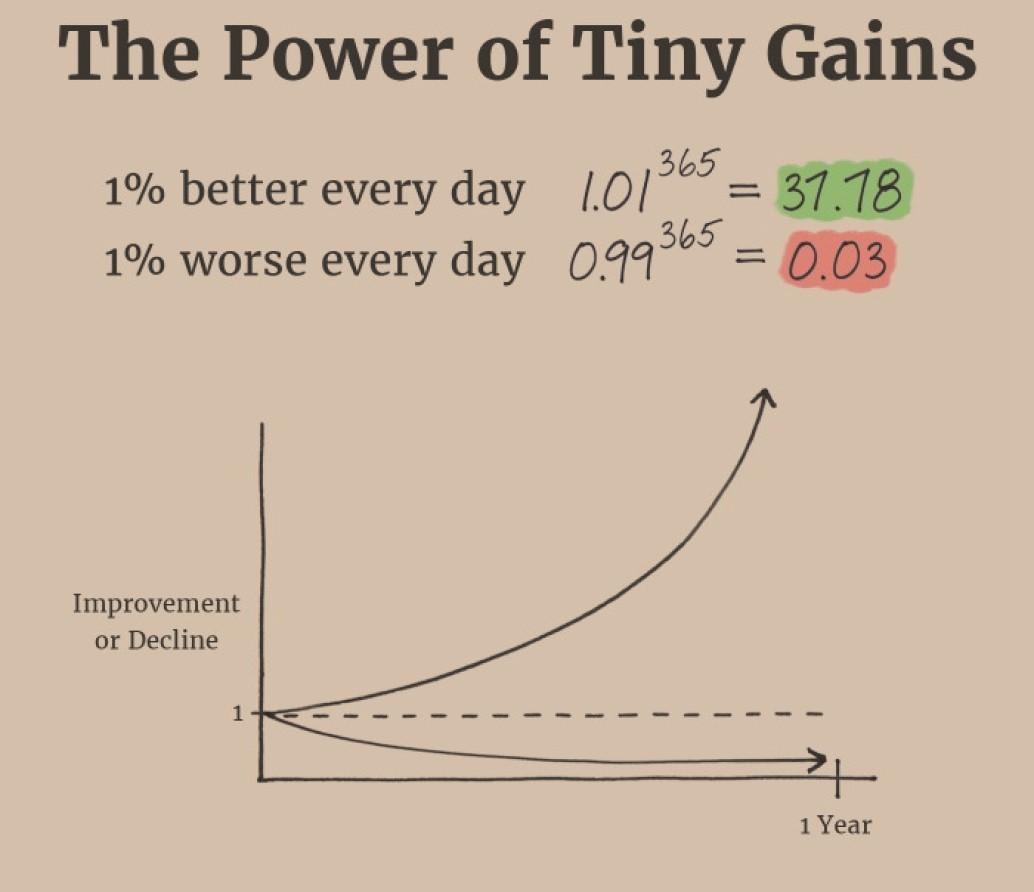 The Power of Tiny Gains
1% better every day 1.01^365 = 37.78
1% worse every day 0.99^365 = 0.03
Improvement
or Decline
1
1 Year